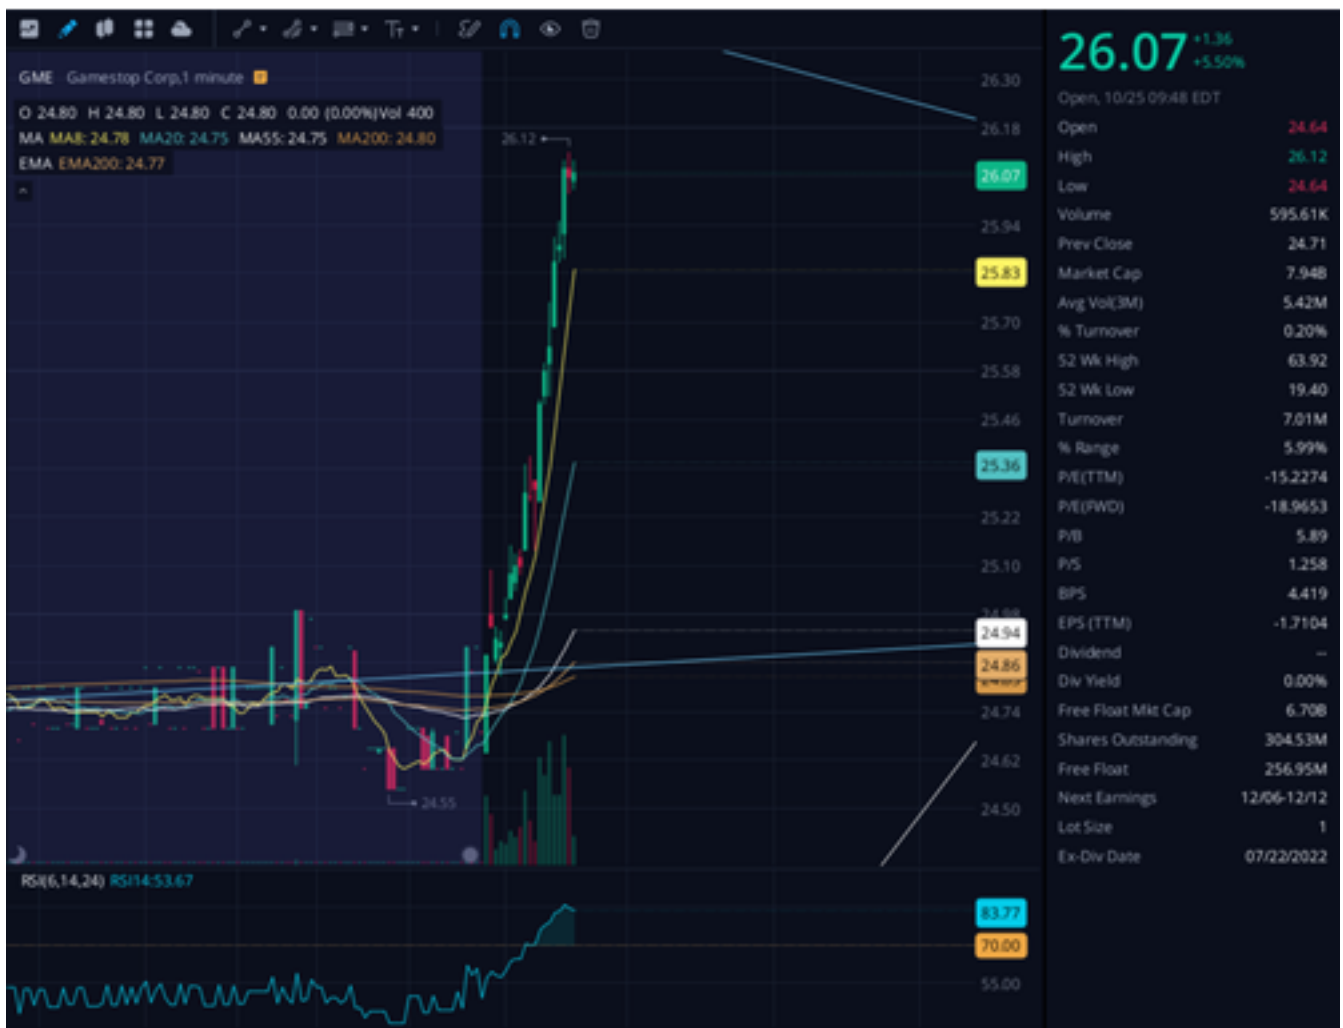 GME Gamestop Corp,1 minute
O 24.80 H 24.80 L 24.80 C 24.80 0.00 (0.00%)Vol 400
MA MA8: 24.78 MA20: 24.75 MA55: 24.75 MA200: 24.80
EMA EMA200: 24.77
26.12
24.55
26.30
26.18
26.07
25.94
25.83
25.70
25.58
25.46
25.36
25.22
25.10
24.98
24.94
24.86
24.74
24.62
24.50
RSI(6,14,24) RSI14:53.67
83.77
70.00
55.00
26.07 +1.36
+5.50%
Open, 10/25 09:48 EDT
Open 24.64
High 26.12
Low 24.64
Volume 595.61K
Prev Close 24.71
Market Cap 7.94B
Avg Vol(3M) 5.42M
% Turnover 0.20%
52 Wk High 63.92
52 Wk Low 19.40
Turnover 7.01M
% Range 5.99%
P/E(TTM) -15.2274
P/E(FWD) -18.9653
P/B 5.89
P/S 1.258
BPS 4.419
EPS (TTM) -1.7104
Dividend --
Div Yield 0.00%
Free Float Mkt Cap 6.70B
Shares Outstanding 304.53M
Free Float 256.95M
Next Earnings 12/06-12/12
Lot Size 1
Ex-Div Date 07/22/2022